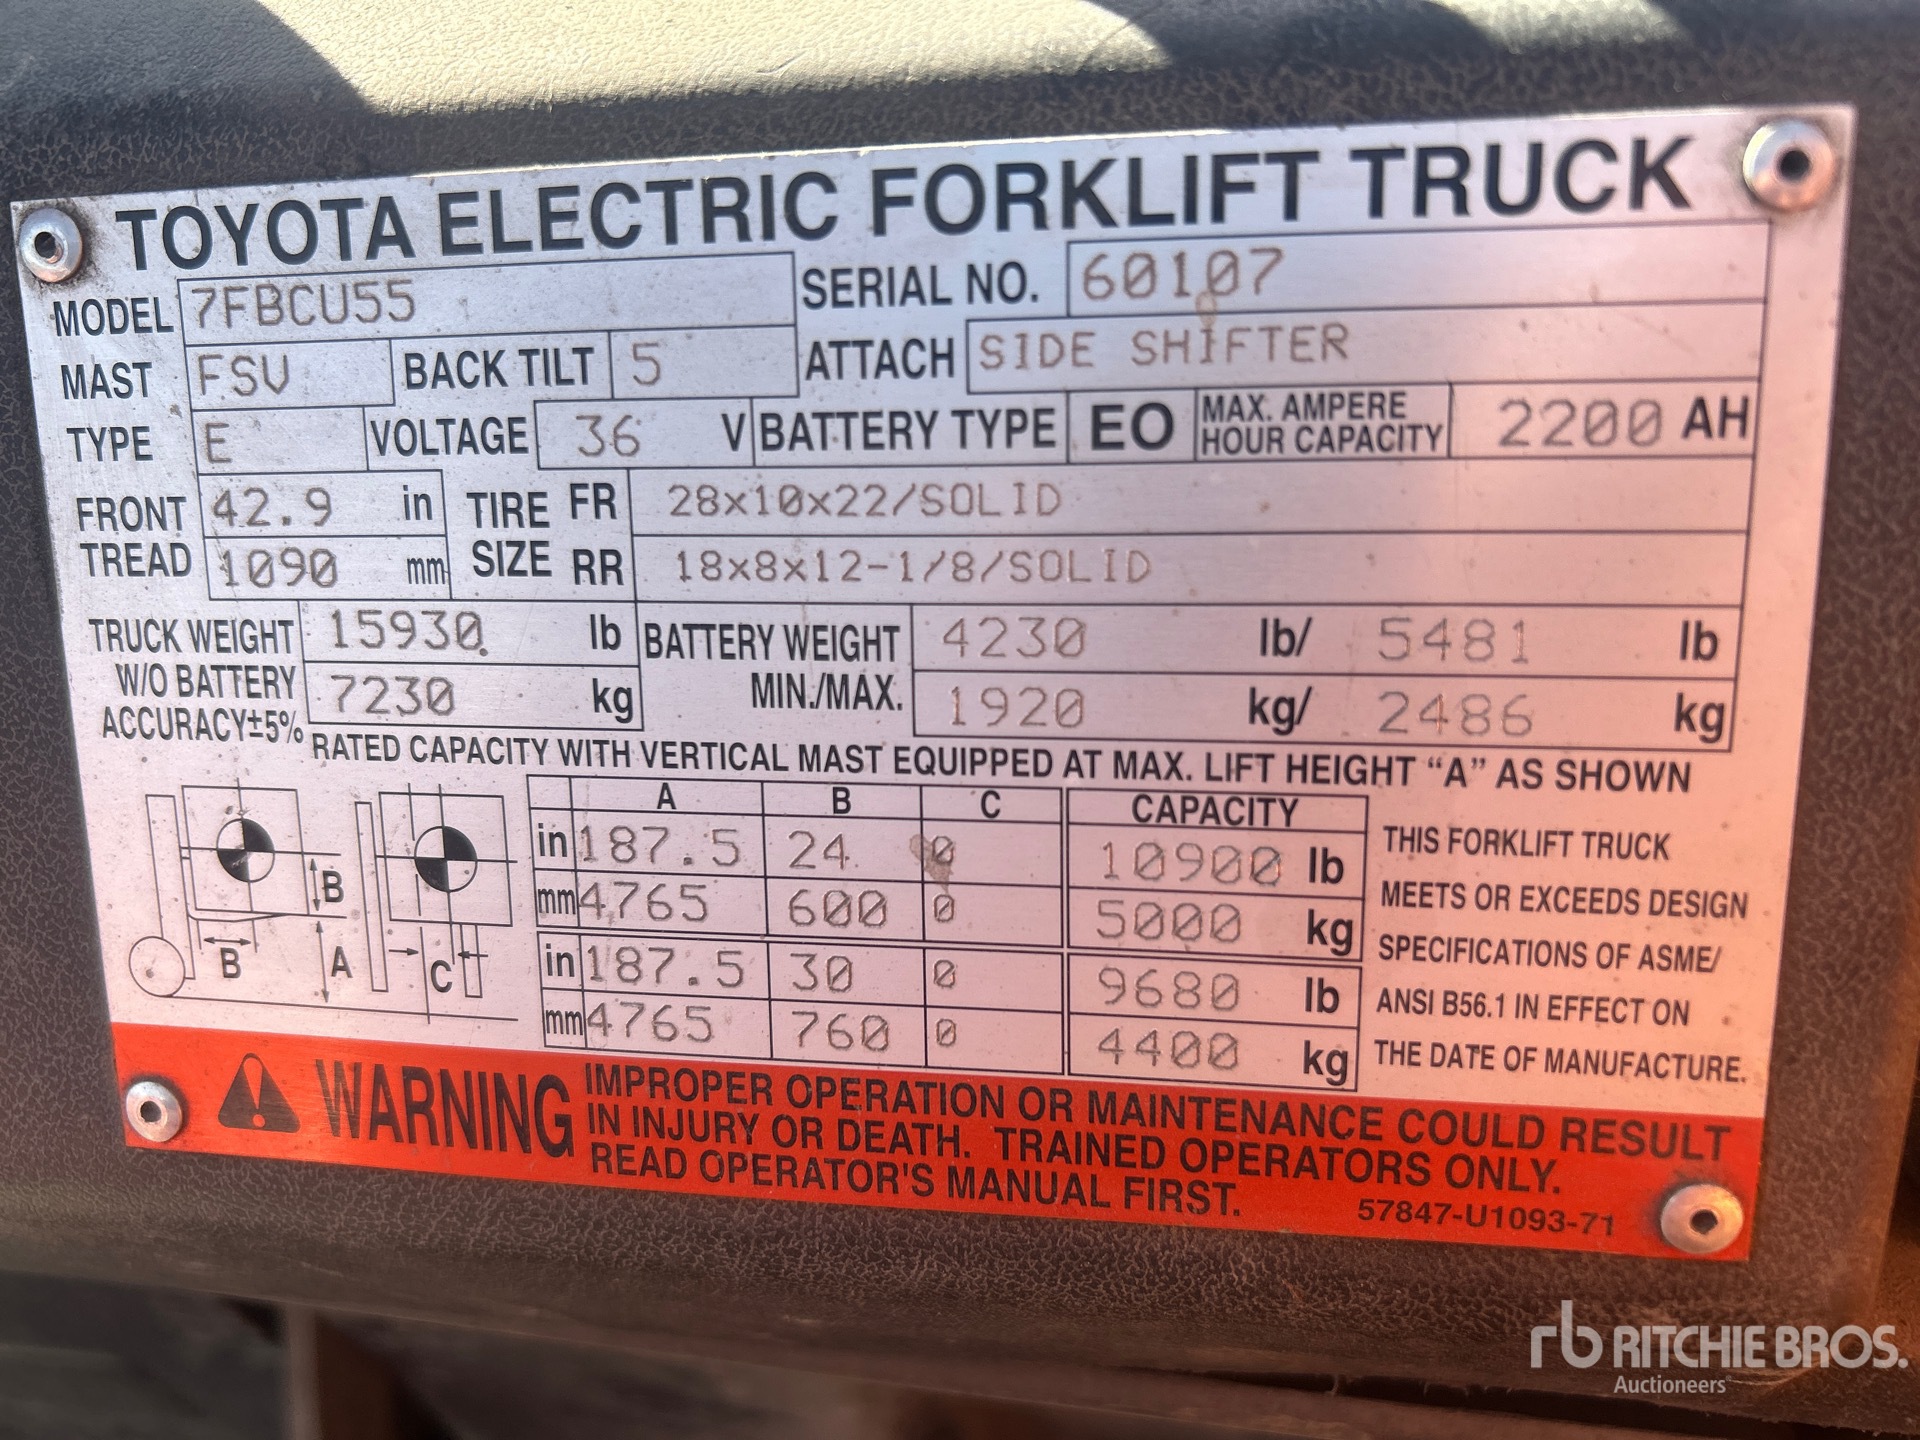 TOYOTA ELECTRIC FORKLIFT TRUCK
MODEL 7FBCU55 SERIAL NO. 60107
MAST FSV BACK TILT 5 ATTACH SIDE SHIFTER
TYPE E VOLTAGE 36 V BATTERY TYPE EO MAX. AMPERE HOUR CAPACITY 2200 AH
FRONT TREAD 42.9 in TIRE SIZE FR 28x10x22/SOLID
1090 mm RR 18x8x12-1/8/SOLID
TRUCK WEIGHT 15930 lb BATTERY WEIGHT 4230 lb/ 5481 lb
W/O BATTERY 7230 kg MIN./MAX. 1920 kg/ 2486 kg
ACCURACY±5%
RATED CAPACITY WITH VERTICAL MAST EQUIPPED AT MAX. LIFT HEIGHT “A” AS SHOWN
A B C CAPACITY
in 187.5 24 0 10900 lb
mm 4765 600 0 5000 kg
in 187.5 30 0 9680 lb
mm 4765 760 0 4400 kg
B
B A C
THIS FORKLIFT TRUCK
MEETS OR EXCEEDS DESIGN
SPECIFICATIONS OF ASME/
ANSI B56.1 IN EFFECT ON
THE DATE OF MANUFACTURE.
WARNING
IMPROPER OPERATION OR MAINTENANCE COULD RESULT
IN INJURY OR DEATH. TRAINED OPERATORS ONLY.
READ OPERATOR'S MANUAL FIRST.
57847-U1093-71
rb RITCHIE BROS.
Auctioneers